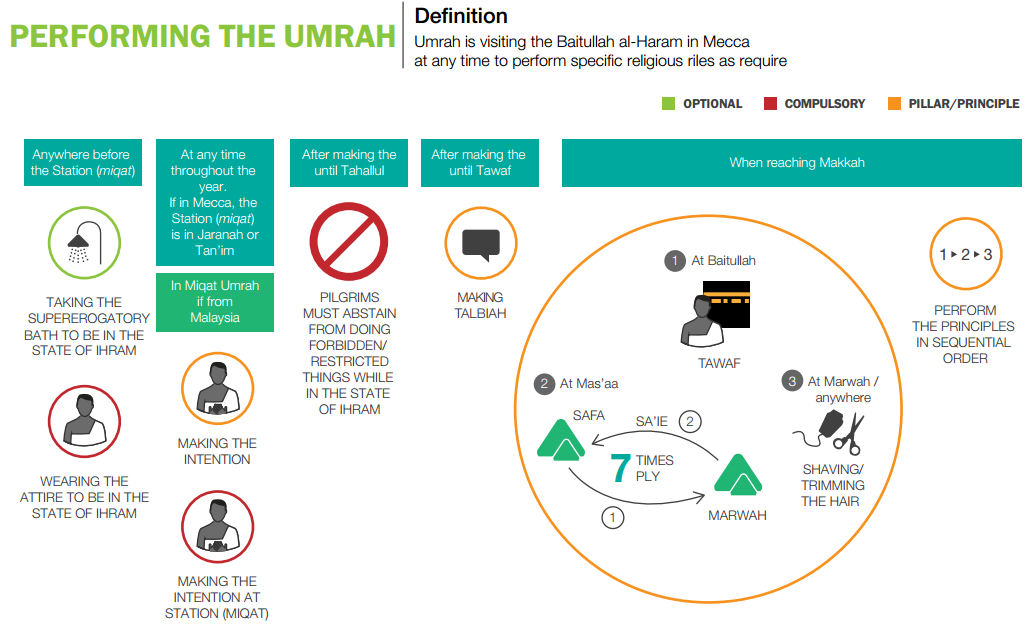 PERFORMING THE UMRAH
Definition
Umrah is visiting the Baitullah al-Haram in Mecca
at any time to perform specific religious riles as require
OPTIONAL
COMPULSORY
PILLAR/PRINCIPLE
Anywhere before
the Station (miqat)
TAKING THE
SUPEREROGATORY
BATH TO BE IN THE
STATE OF IHRAM
WEARING THE
ATTIRE TO BE IN THE
STATE OF IHRAM
At any time
throughout the
year.
If in Mecca, the
Station (miqat)
is in Jaranah or
Tan'im
In Miqat Umrah
if from
Malaysia
MAKING THE
INTENTION
MAKING THE
INTENTION AT
STATION (MIQAT)
After making the
until Tahallul
PILGRIMS
MUST ABSTAIN
FROM DOING
FORBIDDEN/
RESTRICTED
THINGS WHILE
IN THE STATE
OF IHRAM
After making the
until Tawaf
MAKING
TALBIAH
When reaching Makkah
1 At Baitullah
TAWAF
2 At Mas'aa
SAFA
SA'IE 2
7 TIMES
PLY
MARWAH
1
3 At Marwah /
anywhere
SHAVING/
TRIMMING
THE HAIR
1 ▸ 2 ▸ 3
PERFORM
THE PRINCIPLES
IN SEQUENTIAL
ORDER